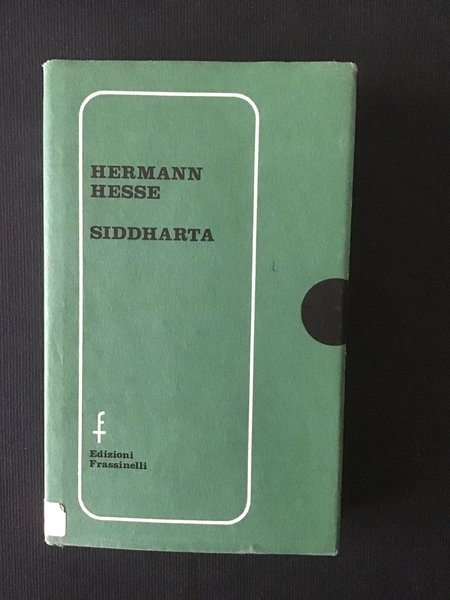 HERMANN
HESSE
SIDDHARTA
f
Edizioni
Frassinelli